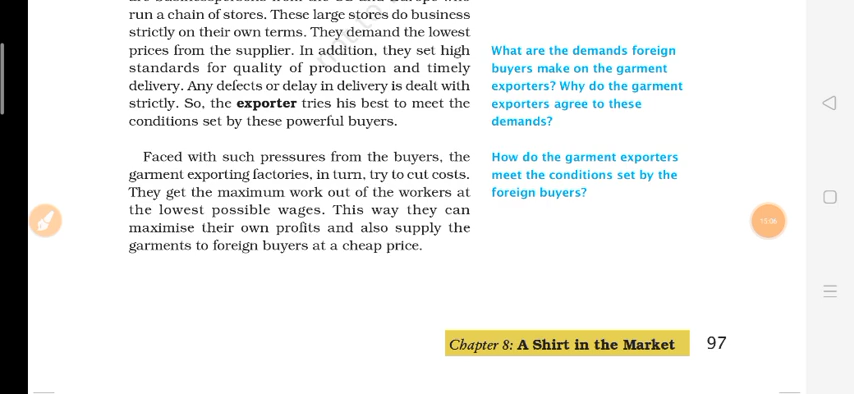 run a chain of stores. These large stores do business
strictly on their own terms. They demand the lowest
prices from the supplier. In addition, they set high
standards for quality of production and timely
delivery. Any defects or delay in delivery is dealt with
strictly. So, the exporter tries his best to meet the
conditions set by these powerful buyers.
Faced with such pressures from the buyers, the
garment exporting factories, in turn, try to cut costs.
They get the maximum work out of the workers at
the lowest possible wages. This way they can
maximise their own profits and also supply the
garments to foreign buyers at a cheap price.
What are the demands foreign
buyers make on the garment
exporters? Why do the garment
exporters agree to these
demands?
How do the garment exporters
meet the conditions set by the
foreign buyers?
Chapter 8: A Shirt in the Market 97